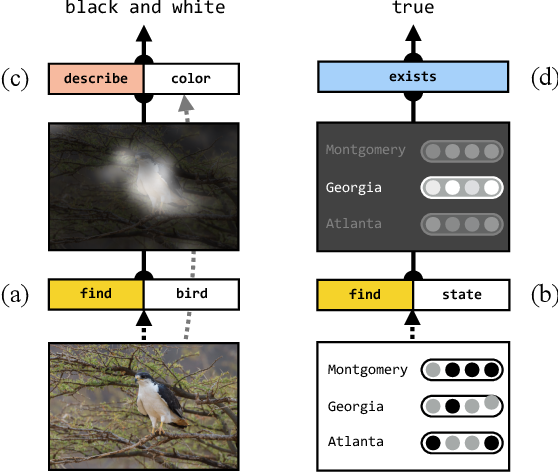 black and white
true
(c)
describe
color
exists
(d)
Montgomery
Georgia
Atlanta
(a)
find
bird
find
state
(b)
Montgomery
Georgia
Atlanta